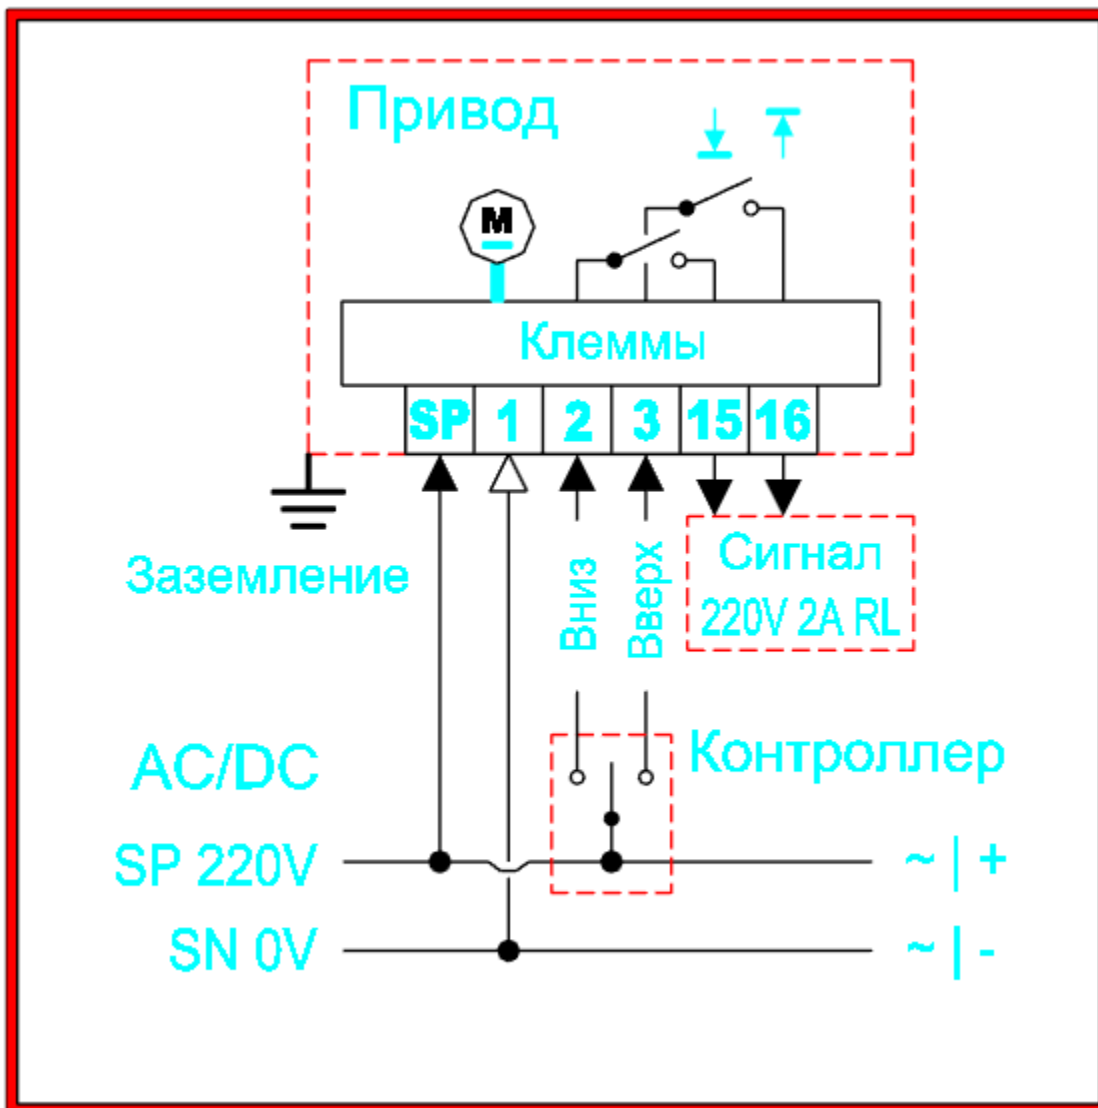 Привод
M
Клеммы
SP 1 2 3 15 16
Заземление
Вниз
Вверх
Сигнал
220V 2A RL
AC/DC
Контроллер
SP 220V
~ | +
SN 0V
~ | -